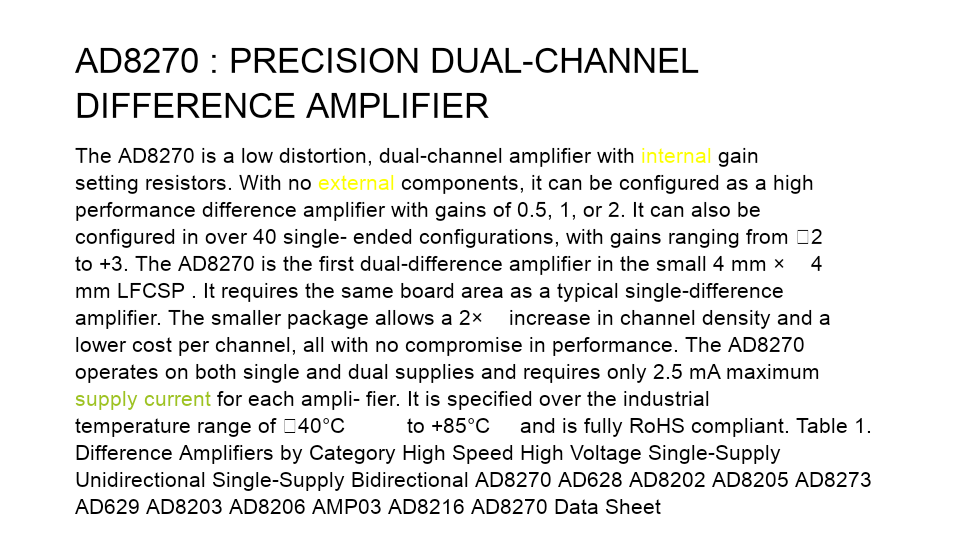 AD8270 : PRECISION DUAL-CHANNEL
DIFFERENCE AMPLIFIER
The AD8270 is a low distortion, dual-channel amplifier with internal gain
setting resistors. With no external components, it can be configured as a high
performance difference amplifier with gains of 0.5, 1, or 2. It can also be
configured in over 40 single- ended configurations, with gains ranging from □2
to +3. The AD8270 is the first dual-difference amplifier in the small 4 mm × 4
mm LFCSP . It requires the same board area as a typical single-difference
amplifier. The smaller package allows a 2× increase in channel density and a
lower cost per channel, all with no compromise in performance. The AD8270
operates on both single and dual supplies and requires only 2.5 mA maximum
supply current for each ampli- fier. It is specified over the industrial
temperature range of □40°C to +85°C and is fully RoHS compliant. Table 1.
Difference Amplifiers by Category High Speed High Voltage Single-Supply
Unidirectional Single-Supply Bidirectional AD8270 AD628 AD8202 AD8205 AD8273
AD629 AD8203 AD8206 AMP03 AD8216 AD8270 Data Sheet